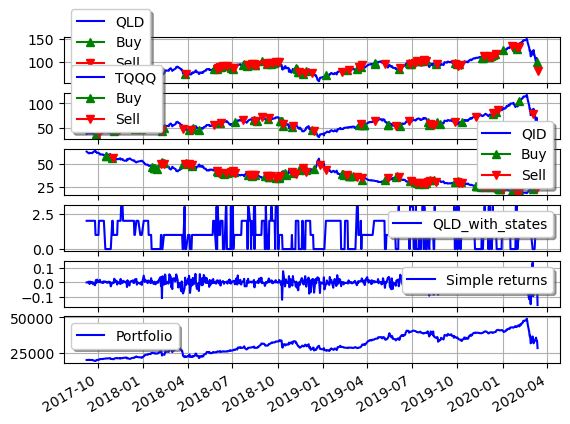 QLD
Buy
Sell
150
100
TQQQ
Buy
Sell
100
50
QID
Buy
Sell
50
25
QLD_with_states
2.5
0.0
Simple returns
0.1
0.0
−0.1
Portfolio
50000
25000
2017-10
2018-01
2018-04
2018-07
2018-10
2019-01
2019-04
2019-07
2019-10
2020-01
2020-04